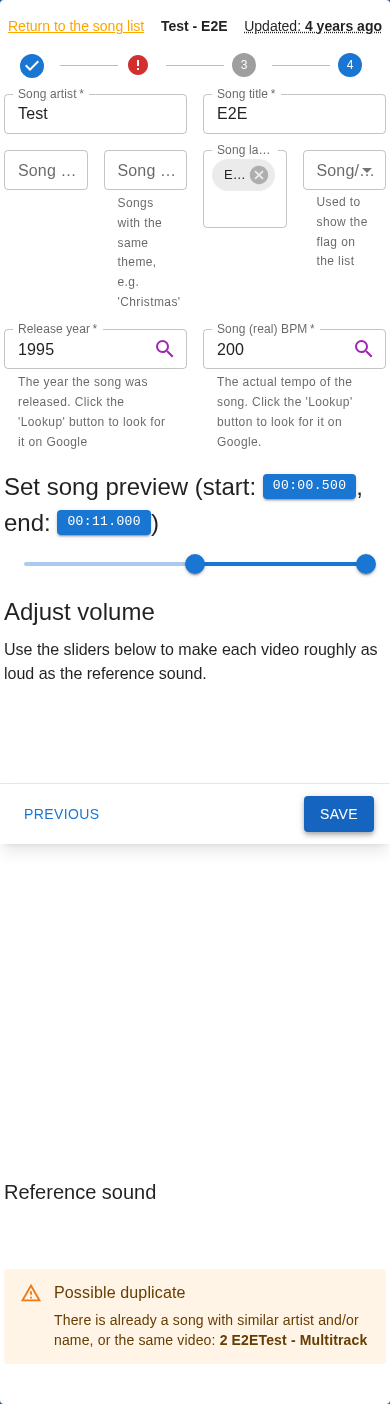 Return to the song list Test - E2E Updated: 4 years ago
3 4
Song artist * Song title *
Test E2E
Song la…
Song … Song … E… Song/…
Songs with the same theme, e.g. 'Christmas'
Used to show the flag on the list
Release year * Song (real) BPM *
1995 200
The year the song was released. Click the 'Lookup' button to look for it on Google
The actual tempo of the song. Click the 'Lookup' button to look for it on Google.
Set song preview (start: 00:00.500,
end: 00:11.000)
Adjust volume
Use the sliders below to make each video roughly as
loud as the reference sound.
PREVIOUS SAVE
Reference sound
Possible duplicate
There is already a song with similar artist and/or
name, or the same video: 2 E2ETest - Multitrack